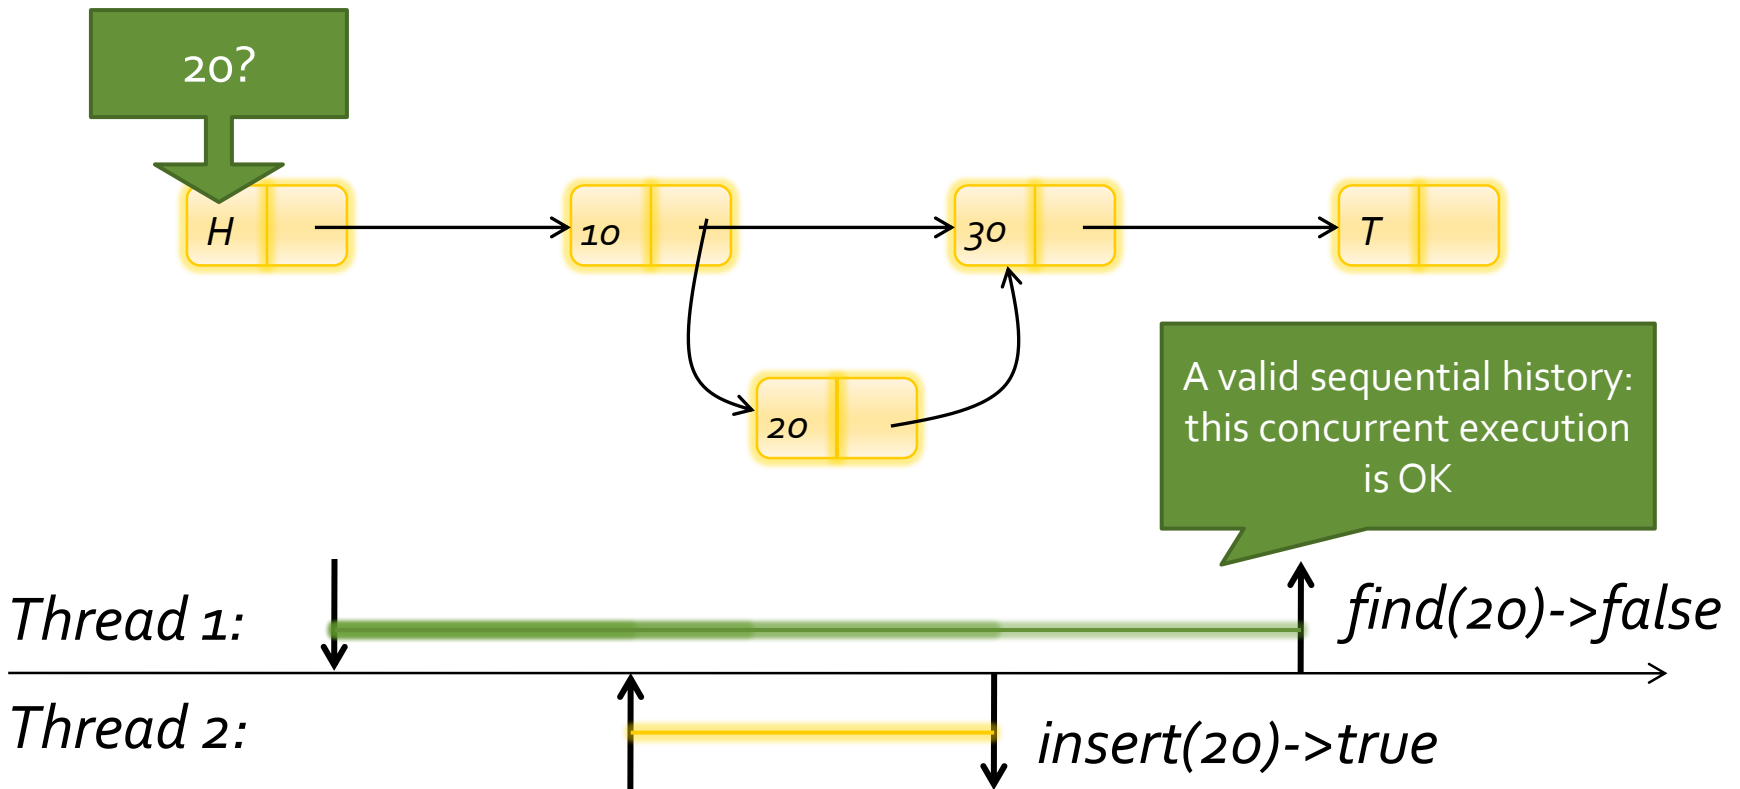 20?
H
10
30
T
20
A valid sequential history:
this concurrent execution
is OK
Thread 1:
find(20)->false
Thread 2:
insert(20)->true